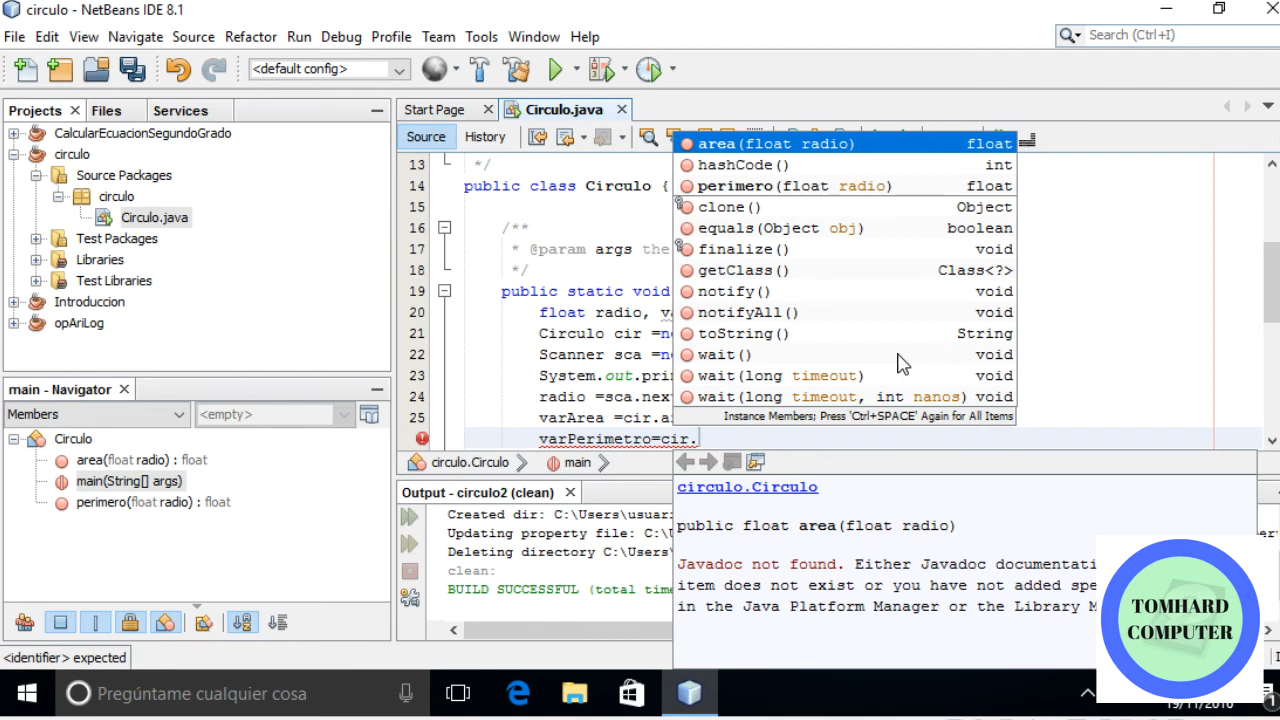 circulo - NetBeans IDE 8.1
File Edit View Navigate Source Refactor Run Debug Profile Team Tools Window Help
Search (Ctrl+I)
<default config>
Projects Files Services
CalcularEcuacionSegundoGrado
circulo
Source Packages
circulo
Circulo.java
Test Packages
Libraries
Test Libraries
Introduccion
opAriLog
main - Navigator
Members <empty>
Circulo
area(float radio) : float
main(String[] args)
perimero(float radio) : float
<identifier> expected
Start Page Circulo.java
Source History
13 */
14 public class Circulo {
15
16 /**
17 * @param args the
18 */
19 public static void
20 float radio,
21 Circulo cir
22 Scanner sca
23 System.out.
24 radio
25 varArea
varPerimetro=cir.
area(float radio) float
hashCode() int
perimero(float radio) float
clone() Object
equals(Object obj) boolean
finalize() void
getClass() Class<?>
notify() void
notifyAll() void
toString() String
wait() void
wait(long timeout) void
wait(long timeout, int nanos) void
Instance Members; Press 'Ctrl+SPACE' Again for All Items
circulo.Circulo main
circulo.Circulo
public float area(float radio)
Javadoc not found. Either Javadoc
item does not exist or you have not added
in the Java Platform Manager or the Library
Output - circulo2 (clean)
Created dir:
Updating property file:
Deleting directory
clean:
BUILD SUCCESSFUL (total
TOMHARD
COMPUTER
Pregúntame cualquier cosa
19/11/2016
1